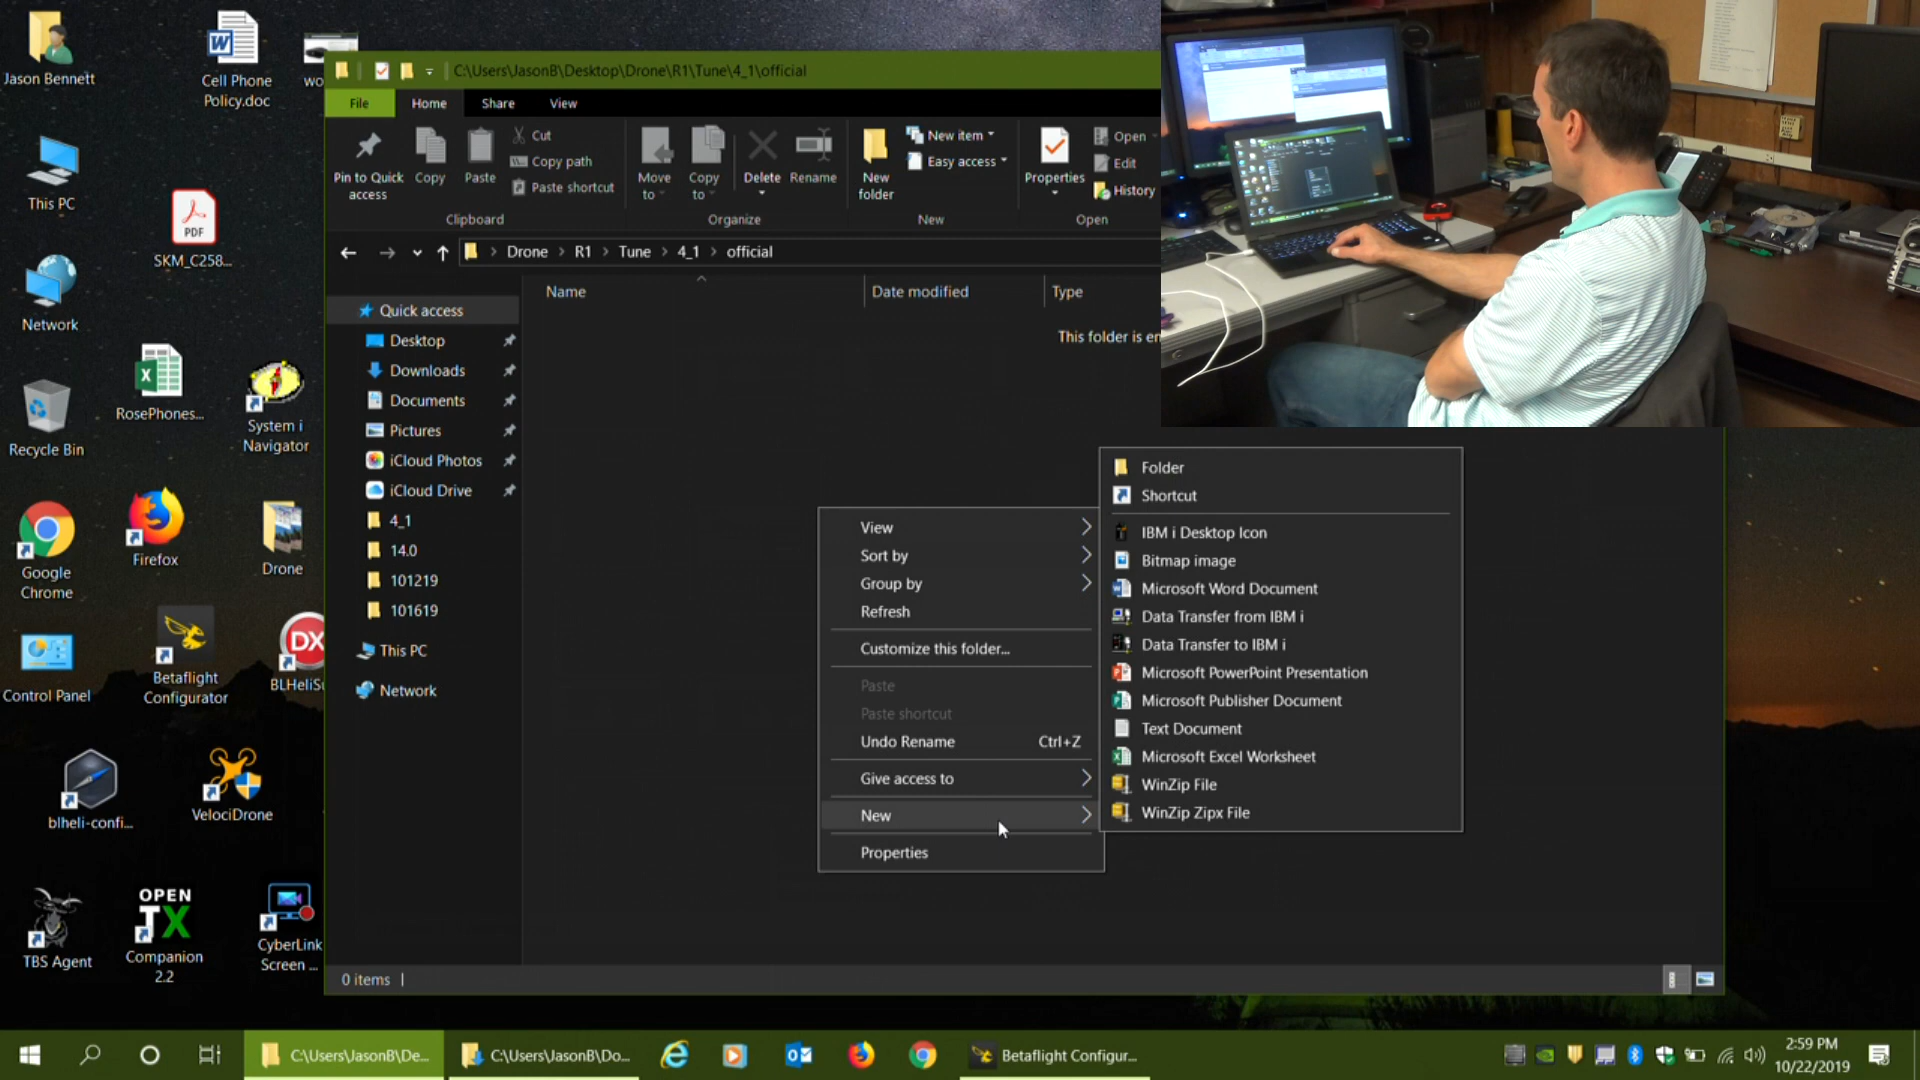 Jason Bennett
Cell Phone
Policy.doc
wo
This PC
PDF
SKM_C258...
Network
RosePhones...
System i
Navigator
Recycle Bin
Google
Chrome
Firefox
Drone
Control Panel
Betaflight
Configurator
DX
BLHeliSu
blheli-confi...
VelociDrone
TBS Agent
OPEN
TX
Companion
2.2
CyberLink
Screen ...
C:\Users\JasonB\Desktop\Drone\R1\Tune\4_1\official
File
Home
Share
View
Pin to Quick
access
Copy
Paste
Cut
Copy path
Paste shortcut
Clipboard
Move
to
Copy
to
Delete
Rename
Organize
New
folder
New item
Easy access
New
Properties
Open
Edit
History
Open
Drone > R1 > Tune > 4_1 > official
Name
Date modified
Type
This folder is em
Quick access
Desktop
Downloads
Documents
Pictures
iCloud Photos
iCloud Drive
4_1
14.0
101219
101619
This PC
Network
View
Sort by
Group by
Refresh
Customize this folder...
Paste
Paste shortcut
Undo Rename Ctrl+Z
Give access to
New
Properties
Folder
Shortcut
IBM i Desktop Icon
Bitmap image
Microsoft Word Document
Data Transfer from IBM i
Data Transfer to IBM i
Microsoft PowerPoint Presentation
Microsoft Publisher Document
Text Document
Microsoft Excel Worksheet
WinZip File
WinZip Zipx File
0 items
C:\Users\JasonB\De...
C:\Users\JasonB\Do...
Betaflight Configur...
2:59 PM
10/22/2019